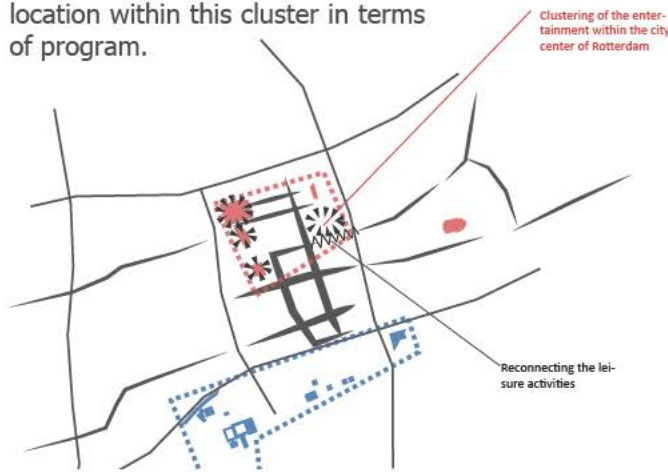 location within this cluster in terms
of program.
Clustering of the enter-
tainment within the city
center of Rotterdam
Reconnecting the lei-
sure activities